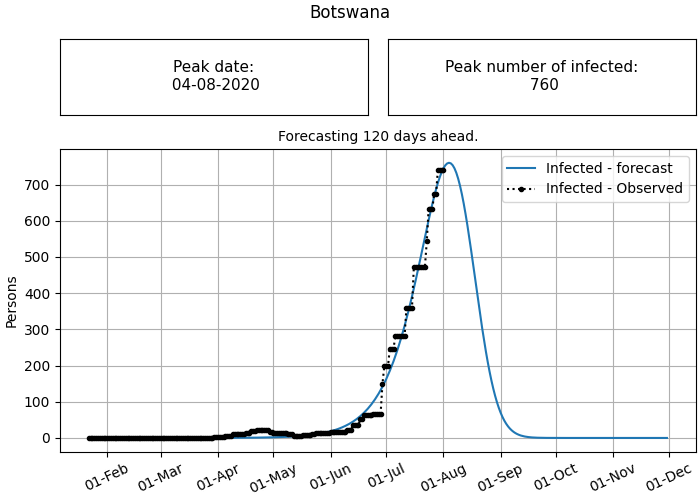 Botswana
Peak date:
04-08-2020
Peak number of infected:
760
Forecasting 120 days ahead.
Infected - forecast
Infected - Observed
Persons
700
600
500
400
300
200
100
0
01-Feb
01-Mar
01-Apr
01-May
01-Jun
01-Jul
01-Aug
01-Sep
01-Oct
01-Nov
01-Dec